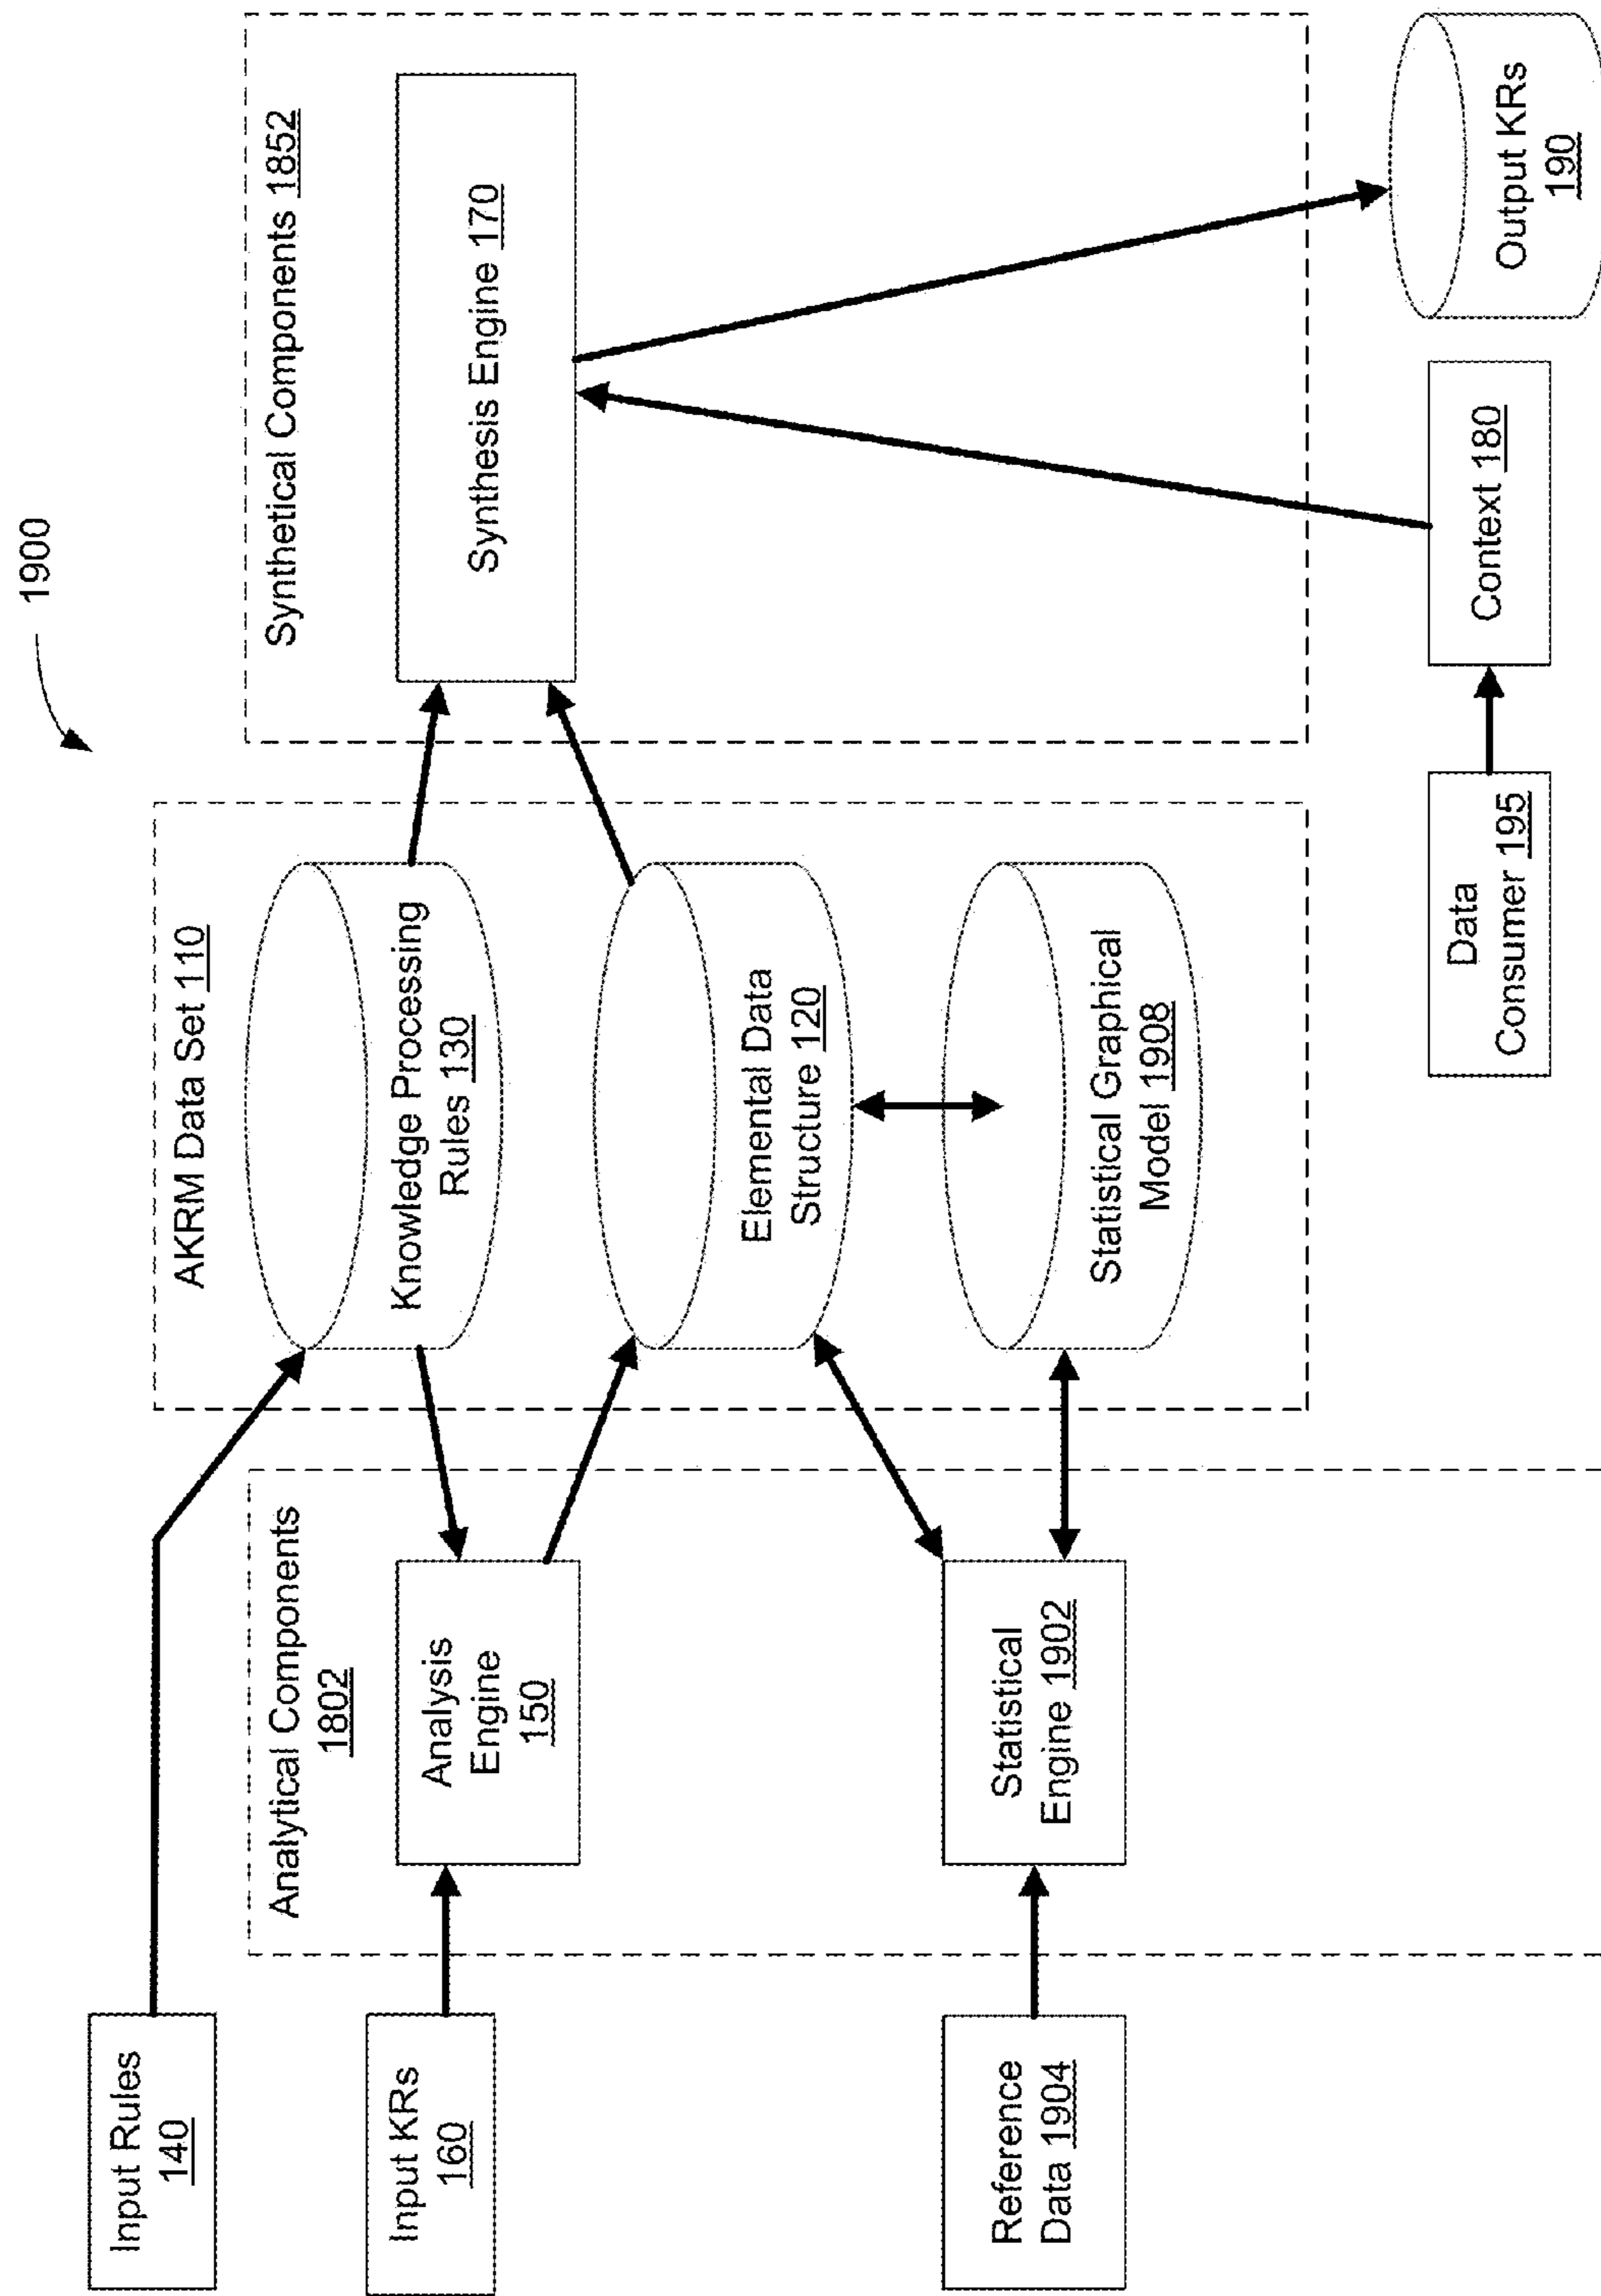 1900
Input Rules
140
Input KRs
160
Reference
Data 1904
Analytical Components
1802
Analysis
Engine
150
Statistical
Engine 1902
AKRM Data Set 110
Knowledge Processing
Rules 130
Elemental Data
Structure 120
Statistical Graphical
Model 1908
Synthetical Components 1852
Synthesis Engine 170
Data
Consumer 195
Context 180
Output KRs
190